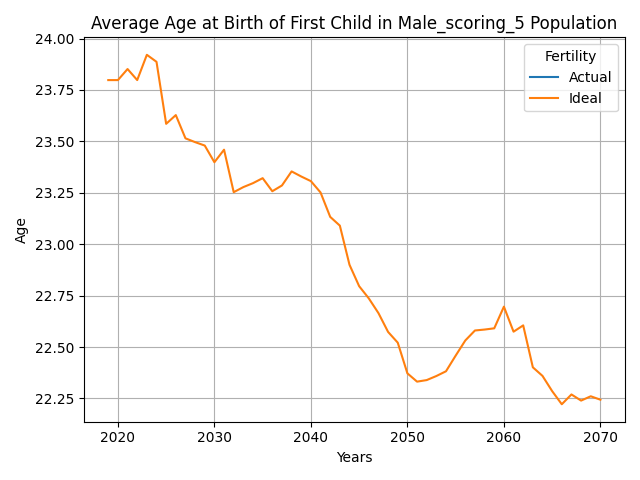 Average Age at Birth of First Child in Male_scoring_5 Population
Fertility
Actual
Ideal
24.00
23.75
23.50
23.25
23.00
22.75
22.50
22.25
Age
2020 2030 2040 2050 2060 2070
Years